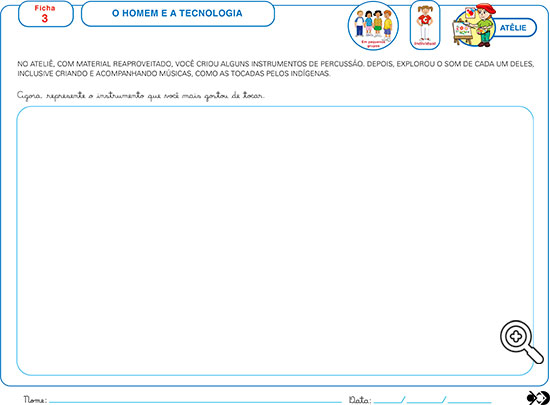 Ficha
3
O HOMEM E A TECNOLOGIA
Em pequenos
grupos
Individual
ATÊLIE
NO ATELIÊ, COM MATERIAL REAPROVEITADO, VOCÊ CRIOU ALGUNS INSTRUMENTOS DE PERCUSSÃO. DEPOIS, EXPLOROU O SOM DE CADA UM DELES,
INCLUSIVE CRIANDO E ACOMPANHANDO MÚSICAS, COMO AS TOCADAS PELOS INDÍGENAS.
Agora, represente o instrumento que você mais gostou de tocar.
Nome:
Data: / /